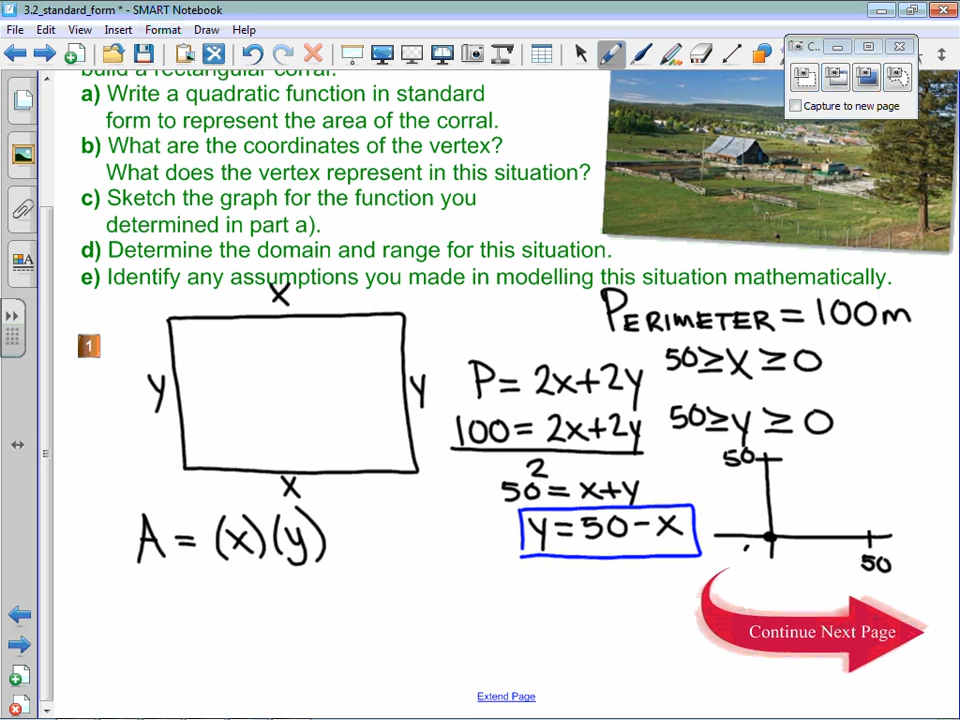 3.2_standard_form * - SMART Notebook
File Edit View Insert Format Draw Help
C..
Capture to new page
build a rectangular corral.
a) Write a quadratic function in standard
form to represent the area of the corral.
b) What are the coordinates of the vertex?
What does the vertex represent in this situation?
c) Sketch the graph for the function you
determined in part a).
d) Determine the domain and range for this situation.
e) Identify any assumptions you made in modelling this situation mathematically.
1
x
y
y
x
A = (x)(y)
P = 2x+2y
100 = 2x+2y
2
50 = x+y
y = 50 - x
PERIMETER = 100m
50 ≥ x ≥ 0
50 ≥ y ≥ 0
50
50
Continue Next Page
Extend Page